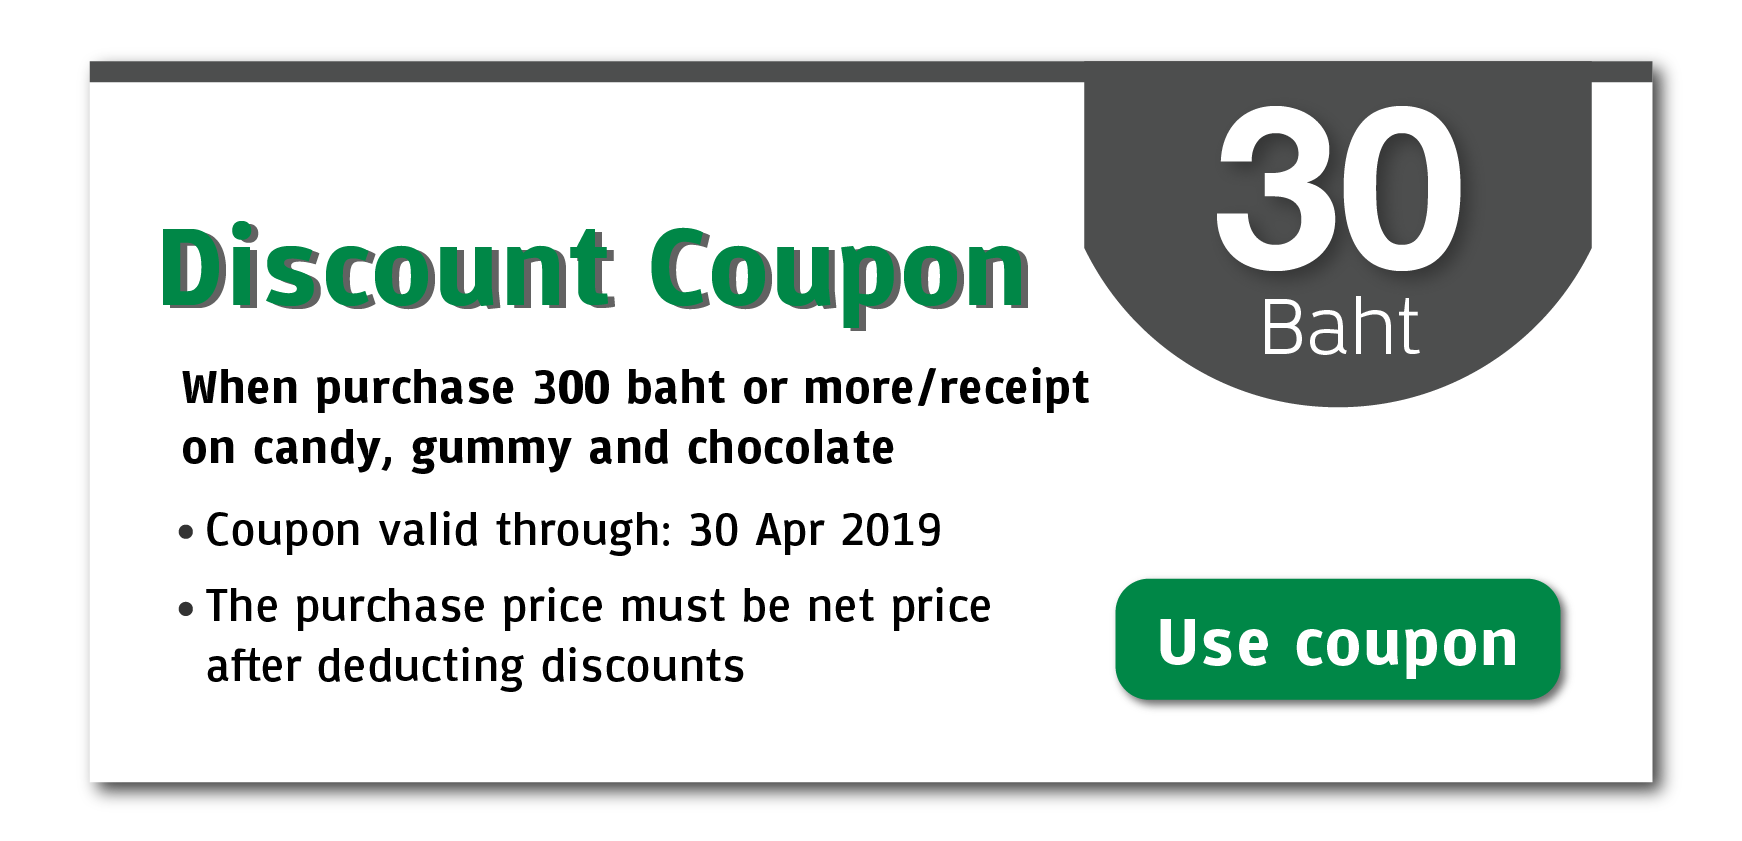 30
Baht
Discount Coupon
When purchase 300 baht or more/receipt
on candy, gummy and chocolate
• Coupon valid through: 30 Apr 2019
• The purchase price must be net price
after deducting discounts
Use coupon